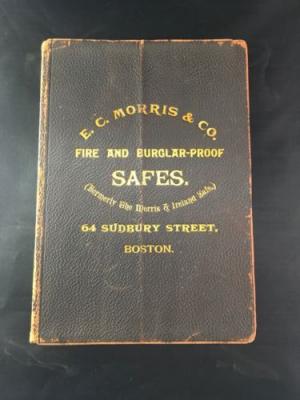 E. C. MORRIS & CO.
FIRE AND BURGLAR-PROOF
SAFES.
(Formerly The Morris & Ireland Safe.)
64 SUDBURY STREET,
BOSTON.